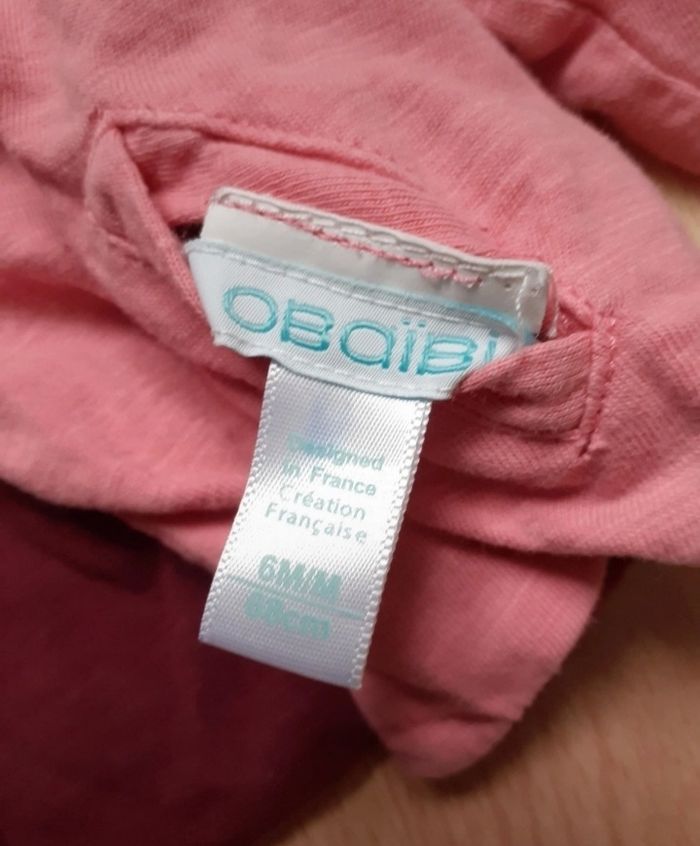 OBaïBI
Designed
in France
Création
Française
6M/M
68cm